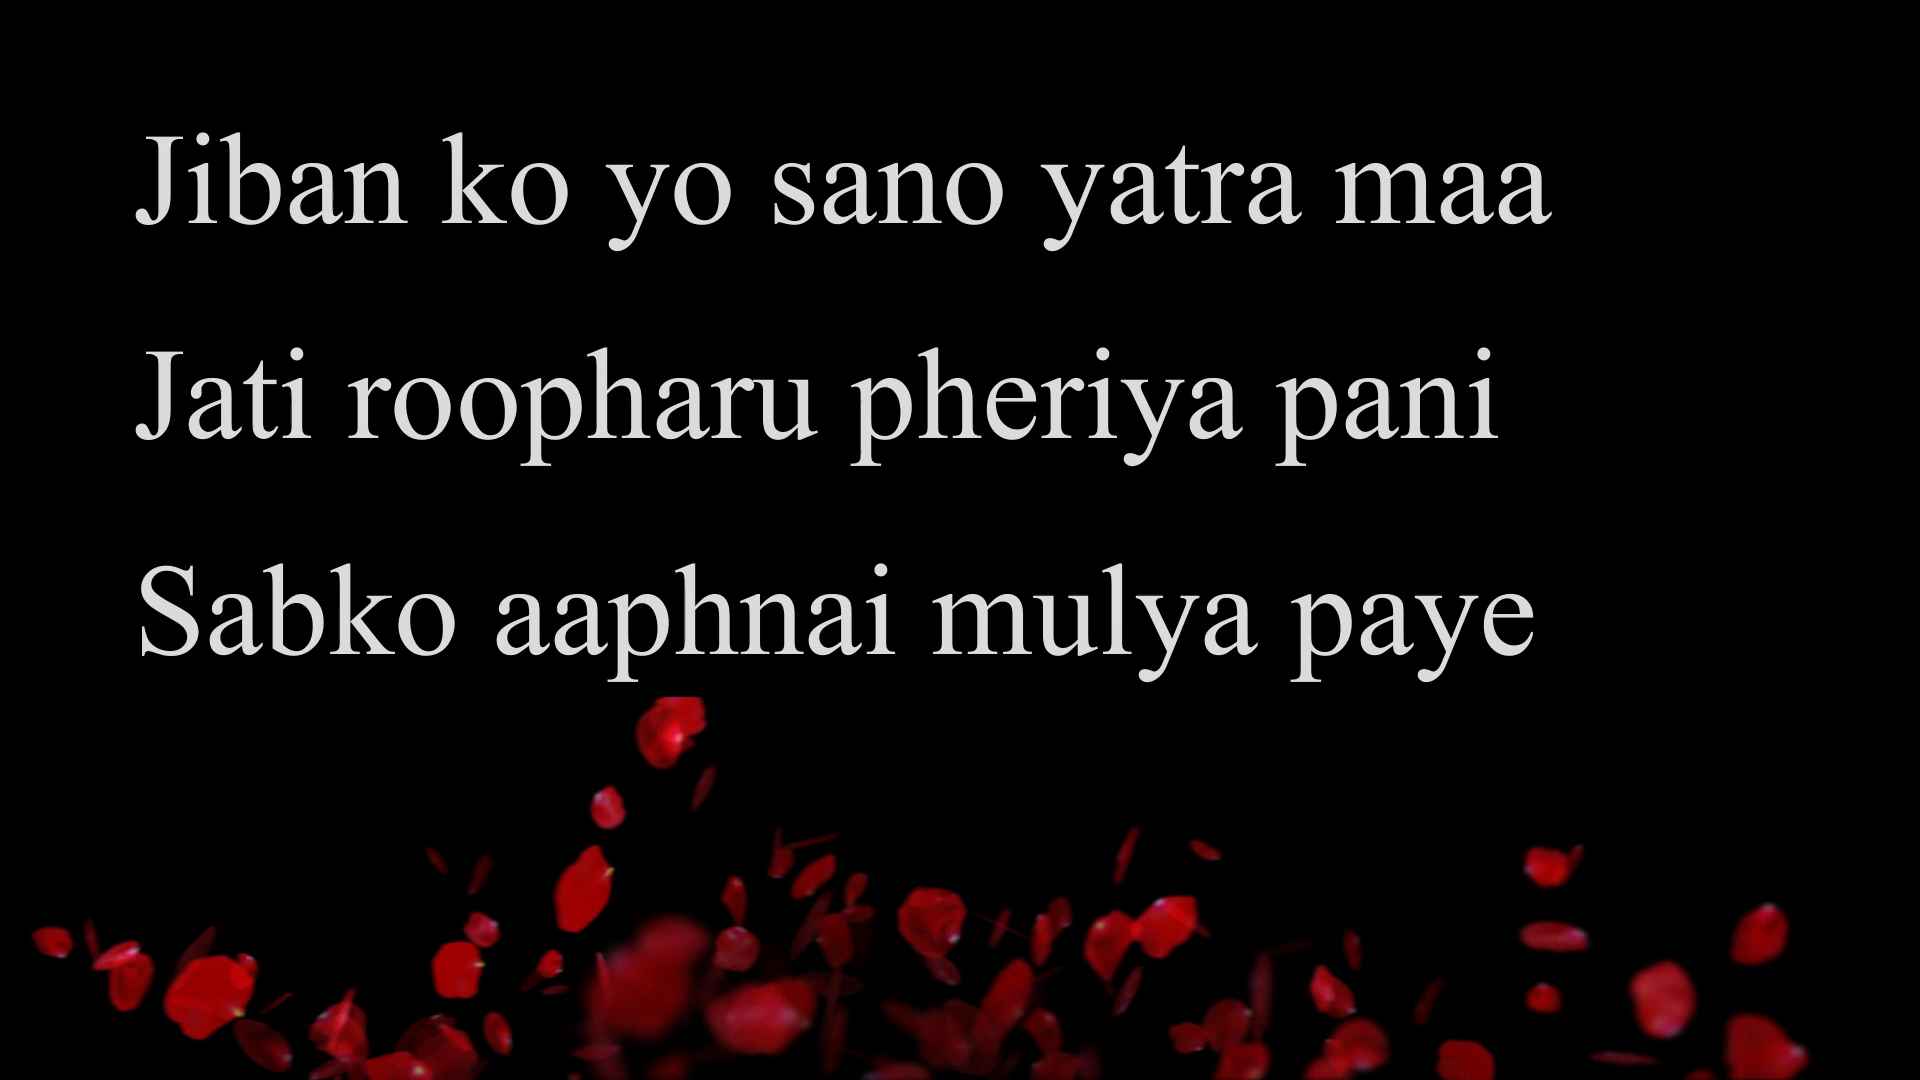 Jiban ko yo sano yatra maa
Jati roopharu pheriya pani
Sabko aaphnai mulya paye